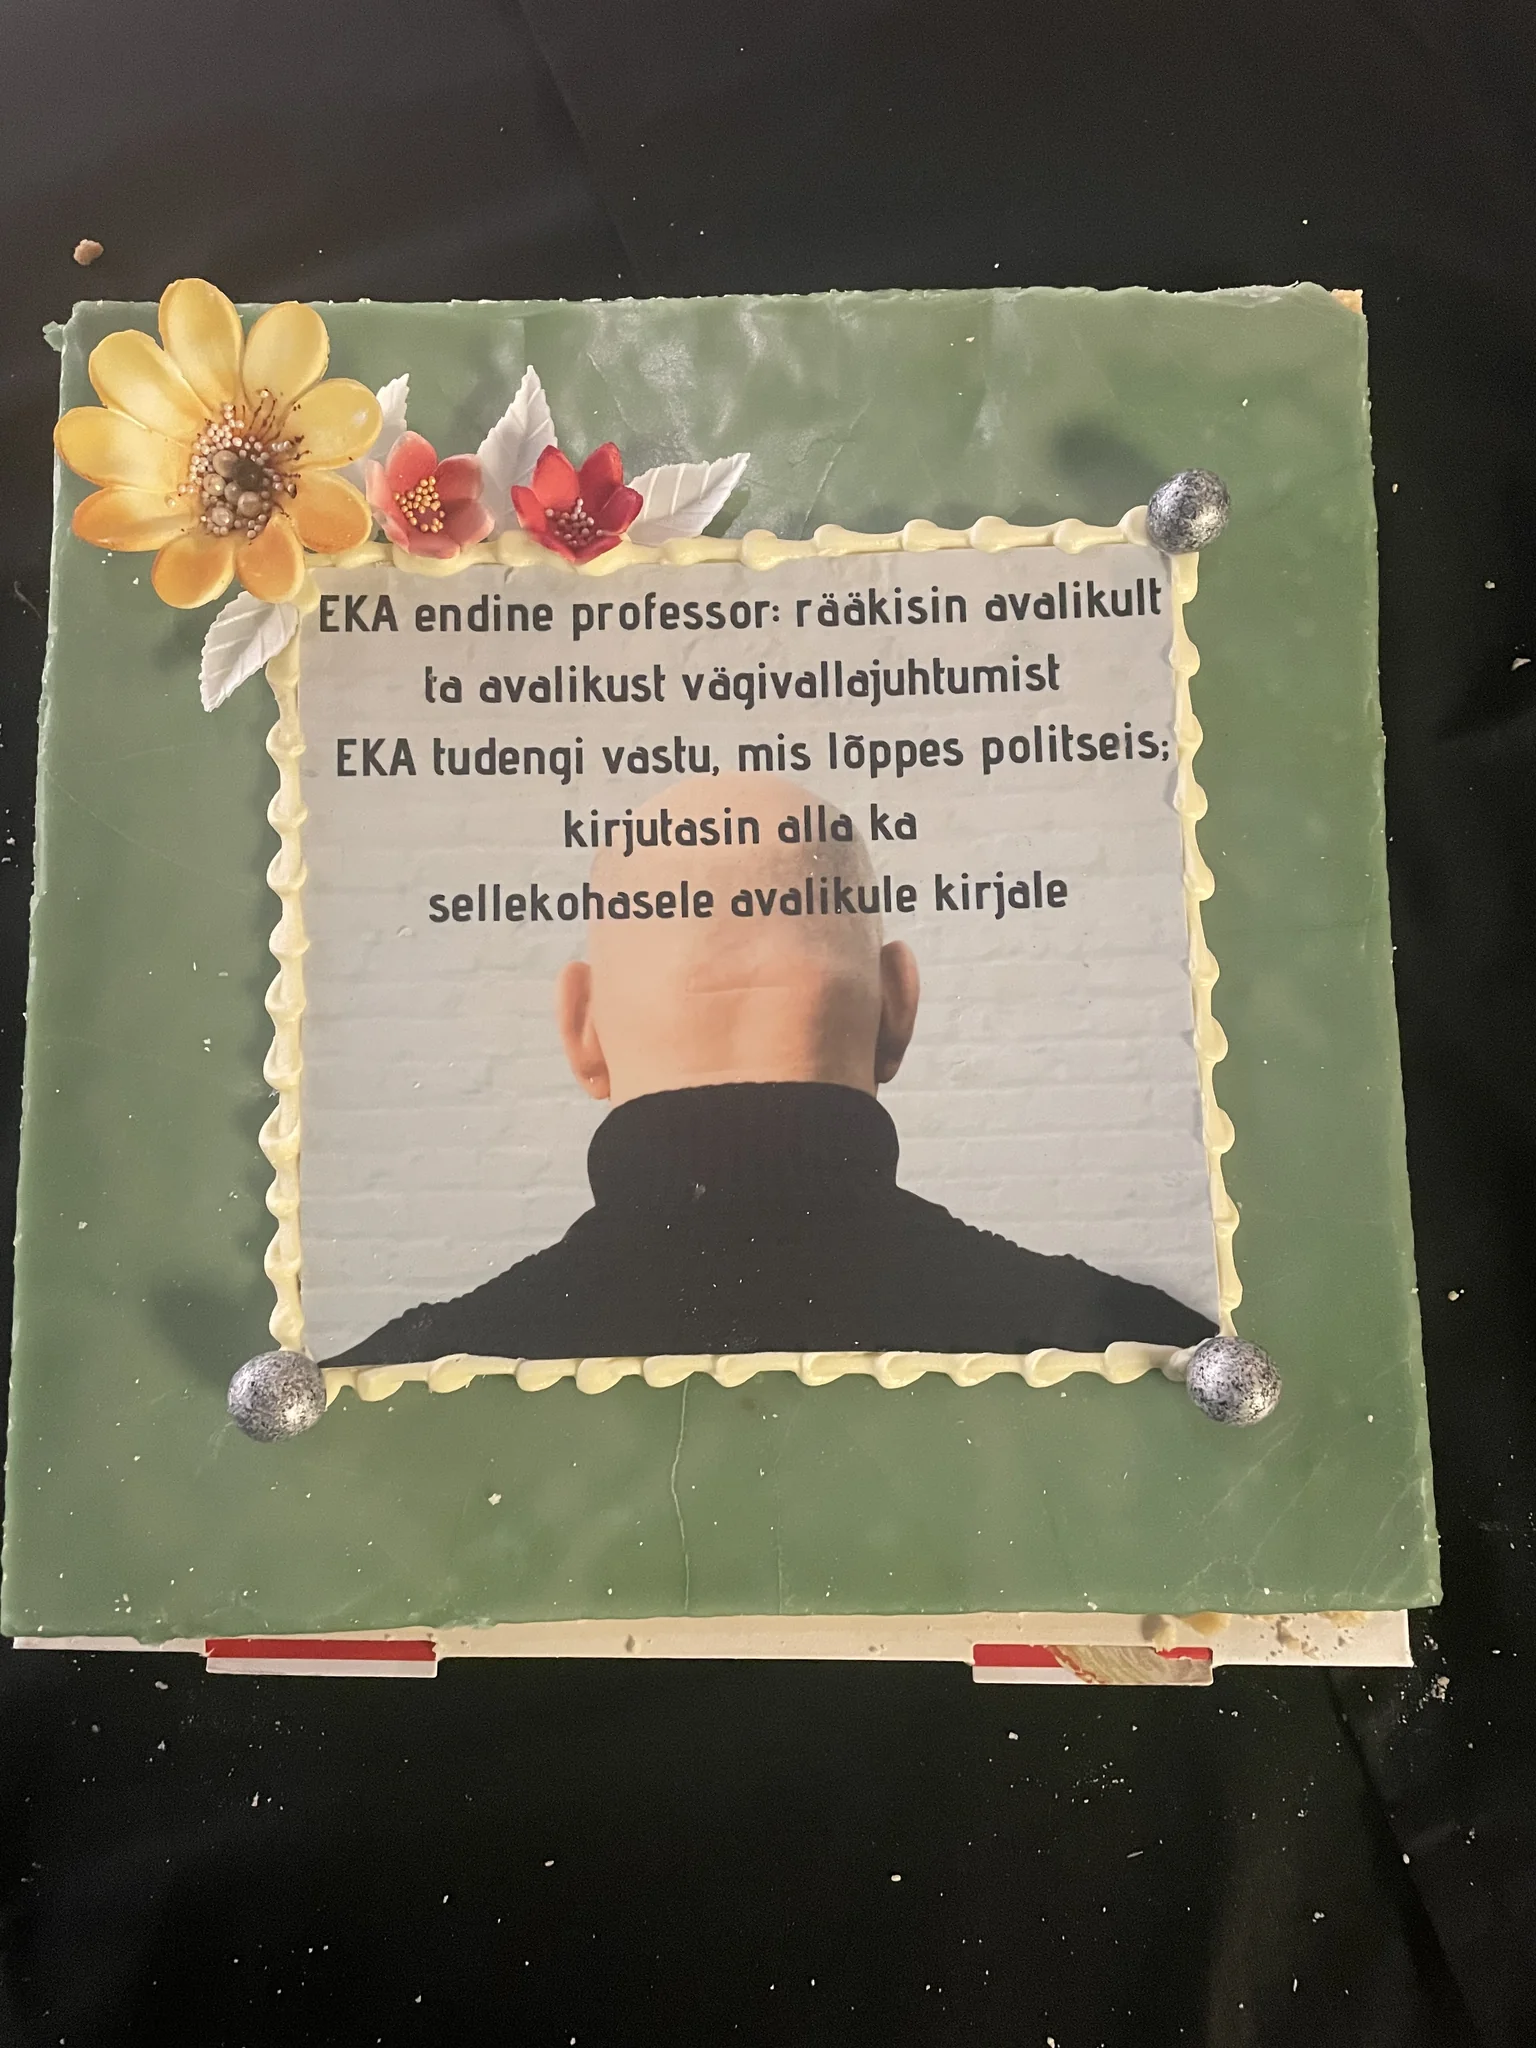 EKA endine professor: rääkisin avalikult
ta avalikust vägivallajuhtumist
EKA tudengi vastu, mis lõppes politseis;
kirjutasin alla ka
sellekohasele avalikule kirjale